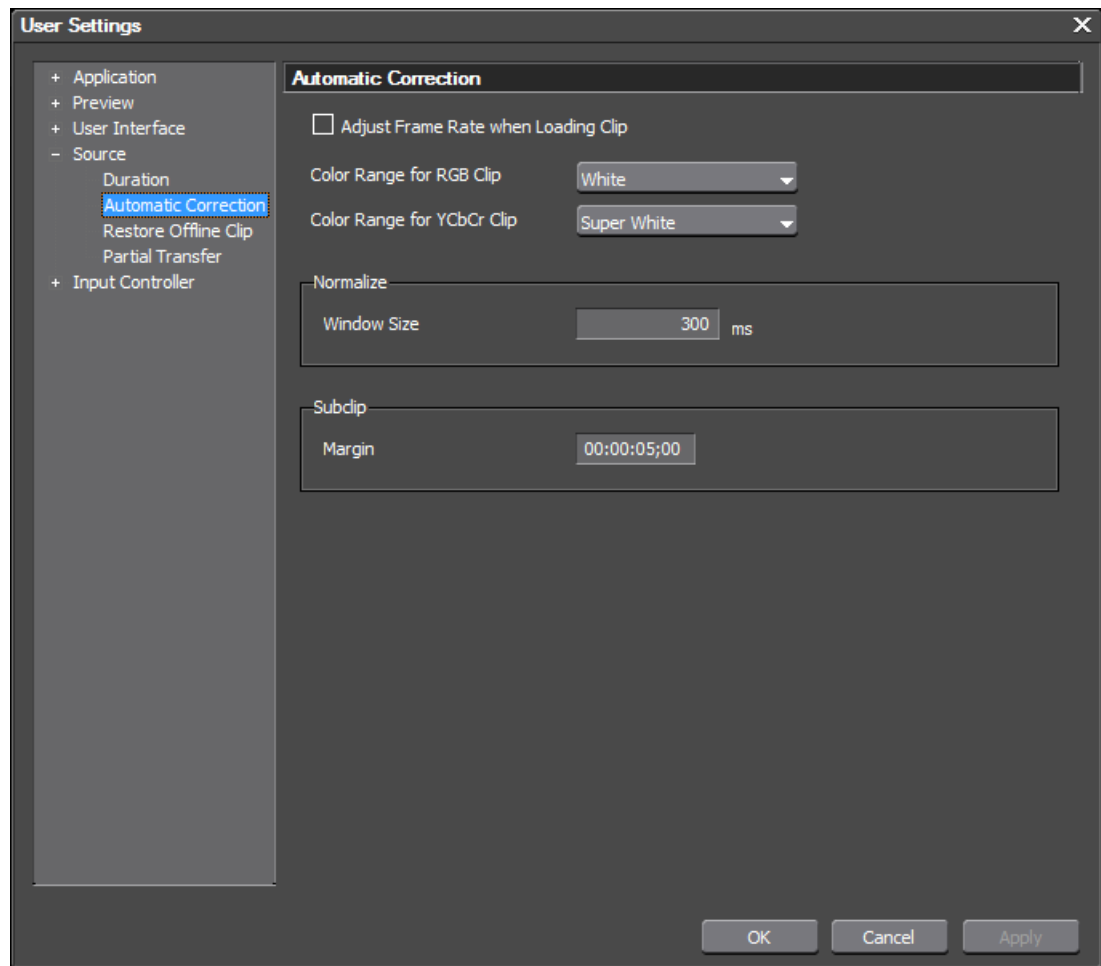 User Settings
X
+ Application
+ Preview
+ User Interface
- Source
Duration
Automatic Correction
Restore Offline Clip
Partial Transfer
+ Input Controller
Automatic Correction
Adjust Frame Rate when Loading Clip
Color Range for RGB Clip White
Color Range for YCbCr Clip Super White
Normalize
Window Size 300 ms
Subclip
Margin 00:00:05;00
OK Cancel Apply